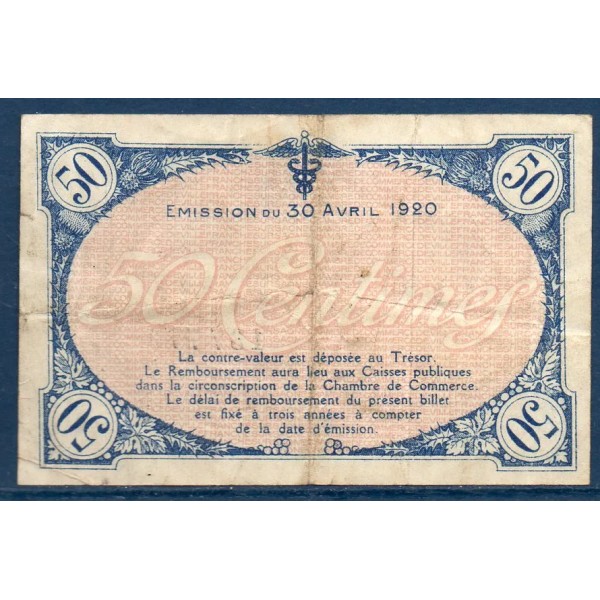 50 50
EMISSION DU 30 AVRIL 1920
50 Centimes
La contre-valeur est déposée au Trésor.
Le Remboursement aura lieu aux Caisses publiques
dans la circonscription de la Chambre de Commerce.
Le délai de remboursement du présent billet
est fixé à trois années à compter
de la date d'émission.
50 50